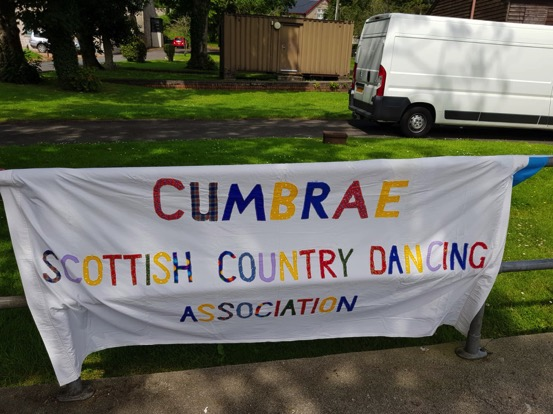 CUMBRAE
SCOTTISH COUNTRY DANCING
ASSOCIATION